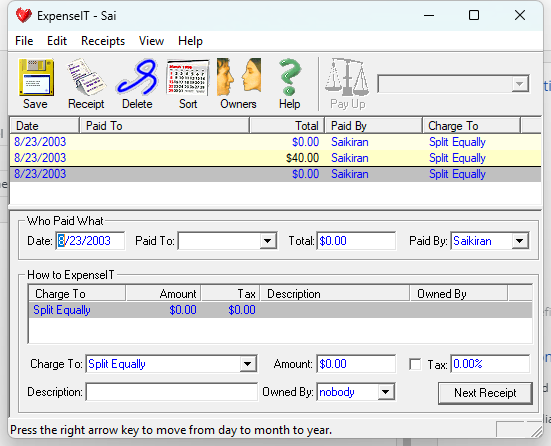 ExpenseIT - Sai
File Edit Receipts View Help
Save Receipt Delete Sort Owners Help Pay Up
Date Paid To Total Paid By Charge To
8/23/2003 $0.00 Saikiran Split Equally
8/23/2003 $40.00 Saikiran Split Equally
8/23/2003 $0.00 Saikiran Split Equally
Who Paid What
Date: 8/23/2003 Paid To: Total: $0.00 Paid By: Saikiran
How to ExpenseIT
Charge To Amount Tax Description Owned By
Split Equally $0.00 $0.00
Charge To: Split Equally Amount: $0.00 Tax: 0.00%
Description: Owned By: nobody Next Receipt
Press the right arrow key to move from day to month to year.